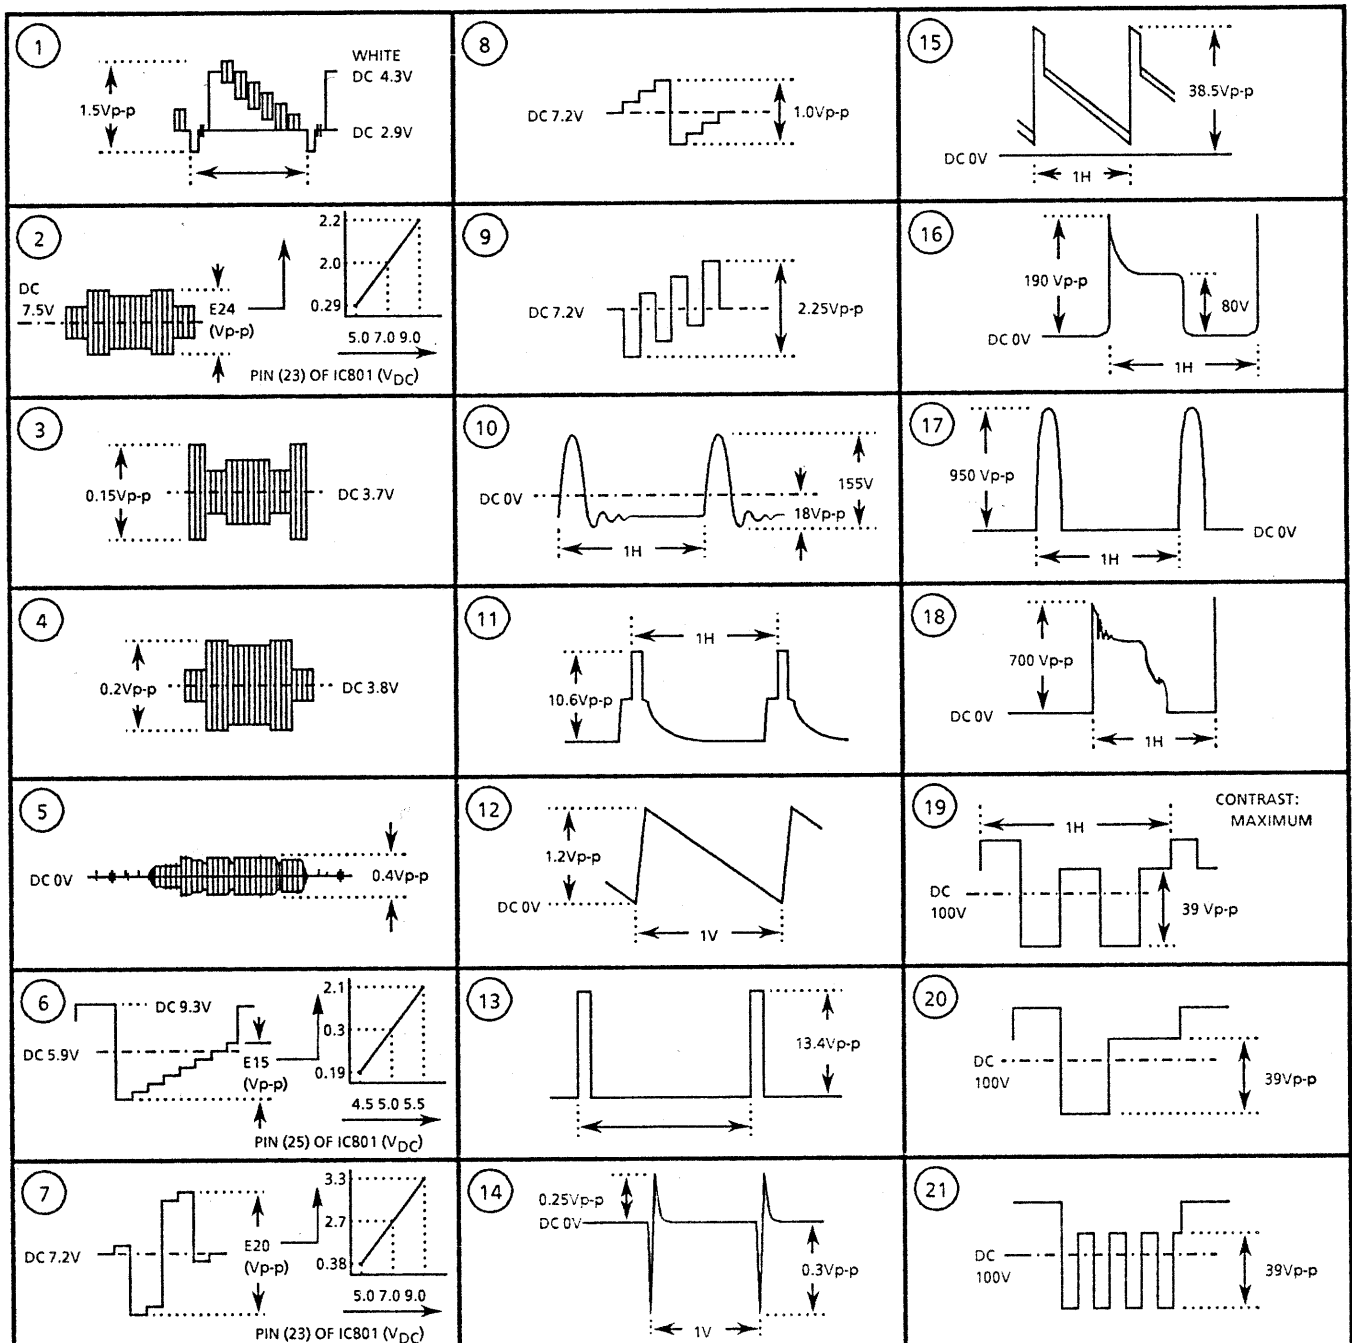 1
WHITE
DC 4.3V
1.5Vp-p
DC 2.9V
2
DC
7.5V
E24
(Vp-p)
2.2
2.0
0.29
5.0 7.0 9.0
PIN (23) OF IC801 (VDC)
3
0.15Vp-p
DC 3.7V
4
0.2Vp-p
DC 3.8V
5
DC 0V
0.4Vp-p
6
DC 9.3V
DC 5.9V
E15
(Vp-p)
2.1
0.3
0.19
4.5 5.0 5.5
PIN (25) OF IC801 (VDC)
7
DC 7.2V
E20
(Vp-p)
3.3
2.7
0.38
5.0 7.0 9.0
PIN (23) OF IC801 (VDC)
8
DC 7.2V
1.0Vp-p
9
DC 7.2V
2.25Vp-p
10
DC 0V
155V
18Vp-p
1H
11
1H
10.6Vp-p
12
1.2Vp-p
DC 0V
1V
13
13.4Vp-p
14
0.25Vp-p
DC 0V
0.3Vp-p
1V
15
38.5Vp-p
DC 0V
1H
16
190 Vp-p
80V
DC 0V
1H
17
950 Vp-p
DC 0V
1H
18
700 Vp-p
DC 0V
1H
19
CONTRAST:
MAXIMUM
1H
DC
100V
39 Vp-p
20
DC
100V
39Vp-p
21
DC
100V
39Vp-p